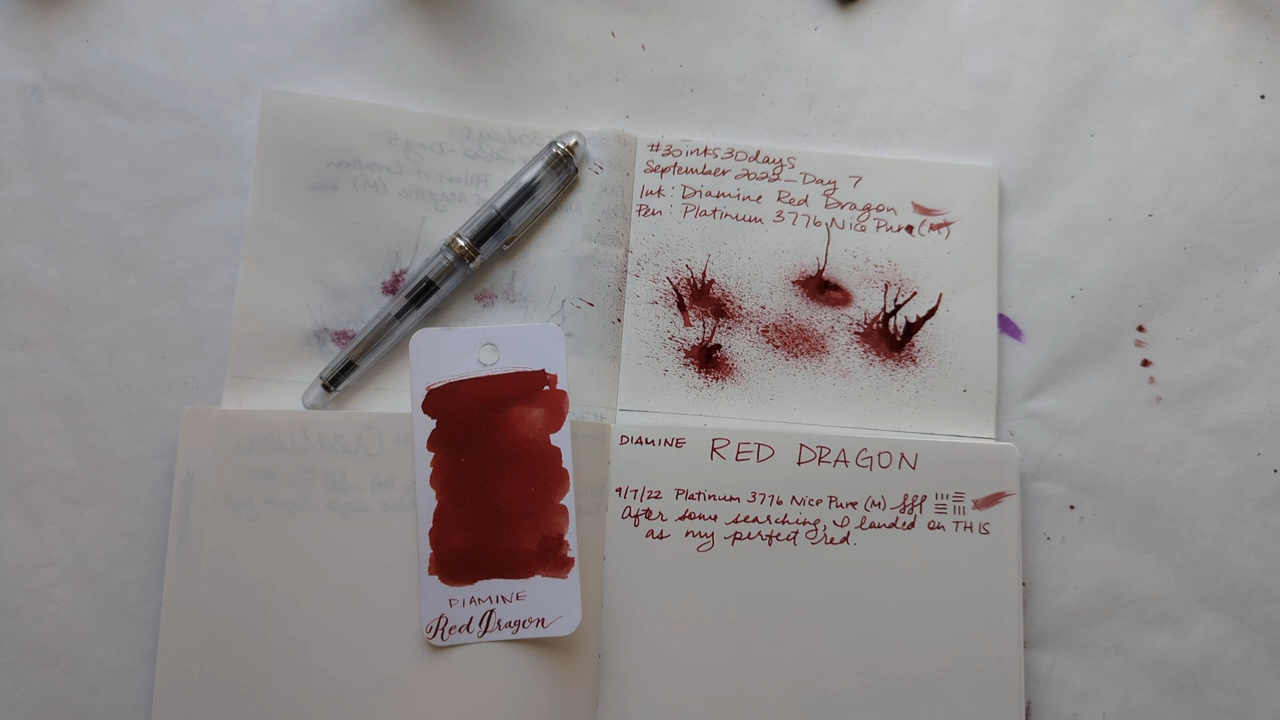 #30inks30days
September 2022—Day 7
Ink: Diamine Red Dragon
Pen: Platinum 3776 Nice Pure (M)
DIAMINE RED DRAGON
9/7/22 Platinum 3776 Nice Pure (M)
After some searching, I landed on THIS
as my perfect red.
DIAMINE
Red Dragon